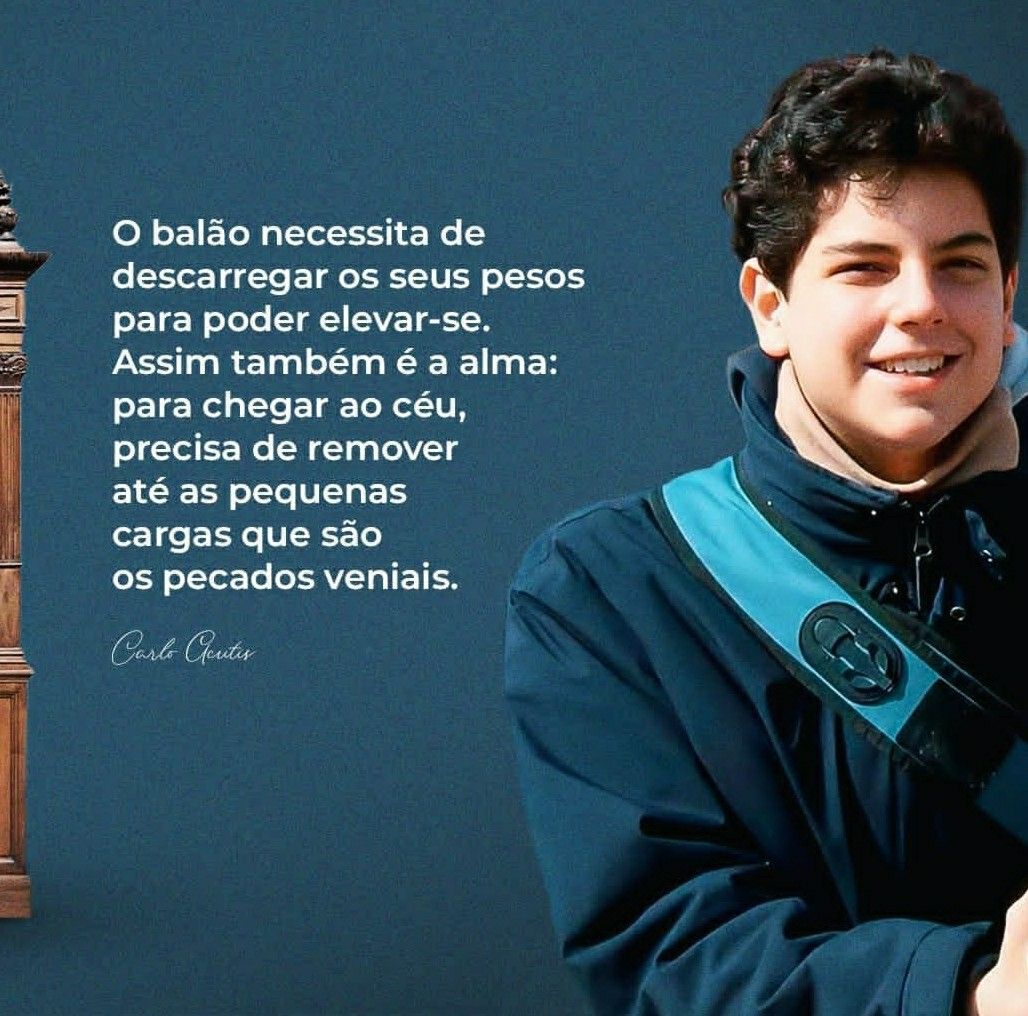 O balão necessita de
descarregar os seus pesos
para poder elevar-se.
Assim também é a alma:
para chegar ao céu,
precisa de remover
até as pequenas
cargas que são
os pecados veniais.
Carlo Acutis